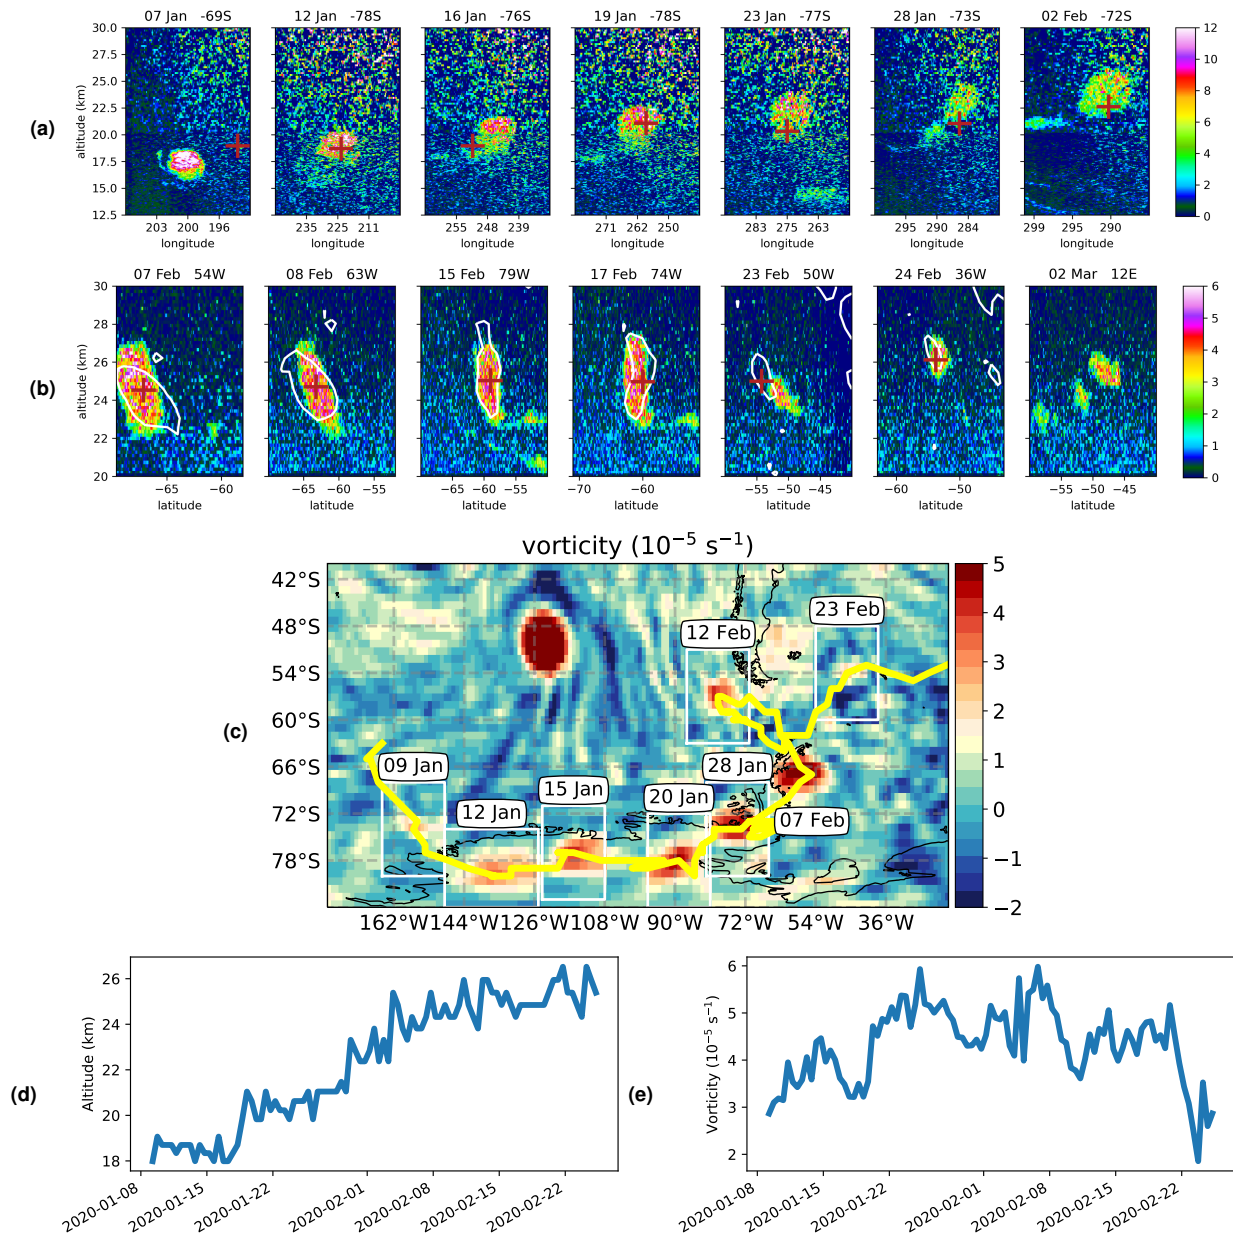 07 Jan -69S
12 Jan -78S
16 Jan -76S
19 Jan -78S
23 Jan -77S
28 Jan -73S
02 Feb -72S
(a)
altitude (km)
30.0
27.5
25.0
22.5
20.0
17.5
15.0
12.5
203 200 196
235 225 211
255 248 239
271 262 250
283 275 263
295 290 284
299 295 290
longitude longitude longitude longitude longitude longitude longitude
12
10
8
6
4
2
0
07 Feb 54W
08 Feb 63W
15 Feb 79W
17 Feb 74W
23 Feb 50W
24 Feb 36W
02 Mar 12E
(b)
altitude (km)
30
28
26
24
22
20
−65 −60
−65 −60 −55
−70 −60 −50
−70 −60
−55 −50 −45 −40
−60 −50
−55 −50 −45
latitude latitude latitude latitude latitude latitude latitude
6
5
4
3
2
1
0
vorticity (10⁻⁵ s⁻¹)
(c)
42°S
48°S
54°S
60°S
66°S
72°S
78°S
23 Feb
12 Feb
09 Jan
28 Jan
15 Jan
20 Jan
12 Jan
07 Feb
162°W 144°W 126°W 108°W 90°W 72°W 54°W 36°W
5
4
3
2
1
0
−1
−2
(d)
Altitude (km)
26
24
22
20
18
2020-01-08
2020-01-15
2020-01-22
2020-02-01
2020-02-08
2020-02-15
2020-02-22
(e)
Vorticity (10⁻⁵ s⁻¹)
6
5
4
3
2
2020-01-08
2020-01-15
2020-01-22
2020-02-01
2020-02-08
2020-02-15
2020-02-22